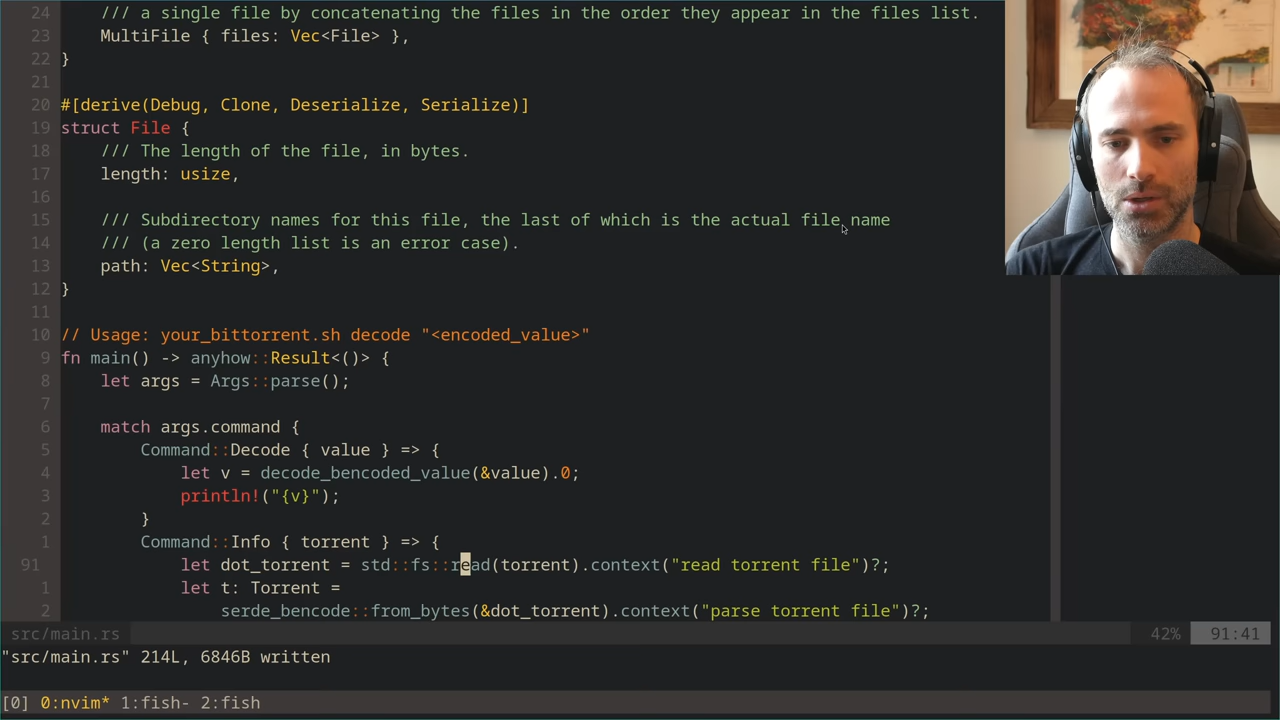 24 /// a single file by concatenating the files in the order they appear in the files list.
23 MultiFile { files: Vec<File> },
22 }
21
20 #[derive(Debug, Clone, Deserialize, Serialize)]
19 struct File {
18 /// The length of the file, in bytes.
17 length: usize,
16
15 /// Subdirectory names for this file, the last of which is the actual file name
14 /// (a zero length list is an error case).
13 path: Vec<String>,
12 }
11
10 // Usage: your_bittorrent.sh decode "<encoded_value>"
9 fn main() -> anyhow::Result<()> {
8 let args = Args::parse();
7
6 match args.command {
5 Command::Decode { value } => {
4 let v = decode_bencoded_value(&value).0;
3 println!("{v}");
2 }
1 Command::Info { torrent } => {
91 let dot_torrent = std::fs::read(torrent).context("read torrent file")?;
1 let t: Torrent =
2 serde_bencode::from_bytes(&dot_torrent).context("parse torrent file")?;
src/main.rs 42% 91:41
"src/main.rs" 214L, 6846B written
[0] 0:nvim* 1:fish- 2:fish